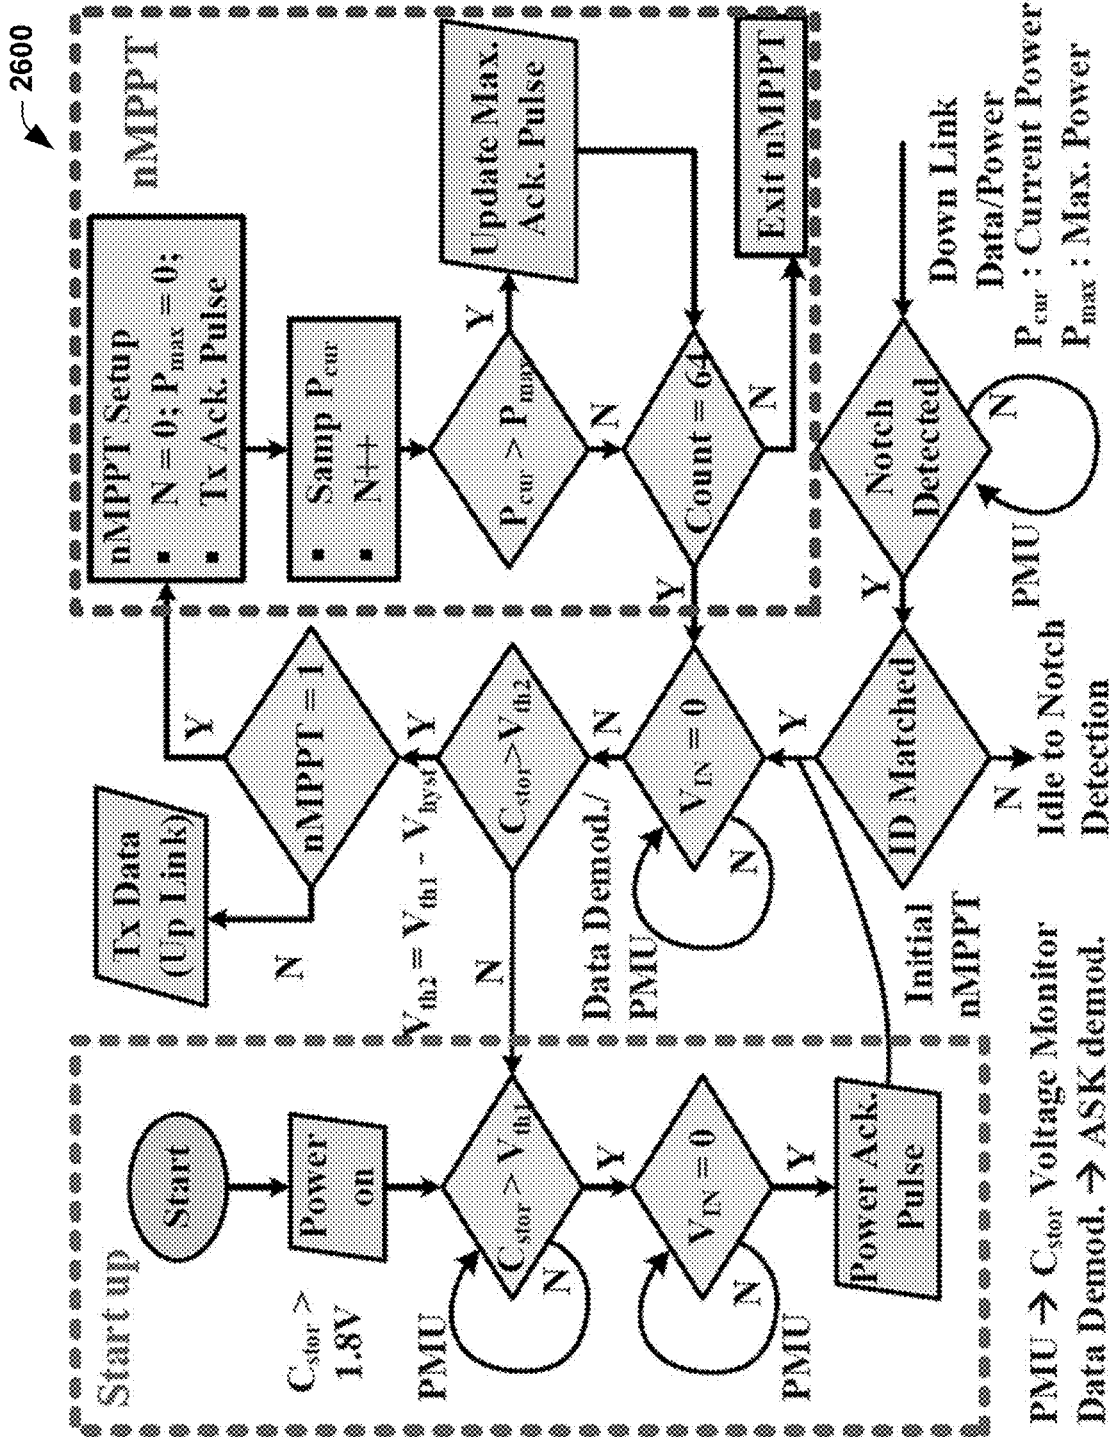 2600
Start up
Start
C_stor >
1.8V
Power
on
PMU
C_stor > V_th1
N
Y
PMU
V_IN = 0
N
Y
Power Ack.
Pulse
Tx Data
(Up Link)
N
nMPPT = 1
Y
V_th2 = V_th1 - V_hyst
Y
C_stor>V_th2
N
N
Data Demod./
PMU
V_IN = 0
N
Y
Initial
nMPPT
ID Matched
N
Idle to Notch
Detection
nMPPT
nMPPT Setup
▪ N = 0; P_max = 0;
▪ Tx Ack. Pulse
▪ Samp P_cur
▪ N++
P_cur > P_max
Y
Update Max.
Ack. Pulse
N
Count = 64
Y
N
Exit nMPPT
Notch
Detected
Y
N
PMU
Down Link
Data/Power
P_cur : Current Power
P_max : Max. Power
PMU → C_stor Voltage Monitor
Data Demod. → ASK demod.